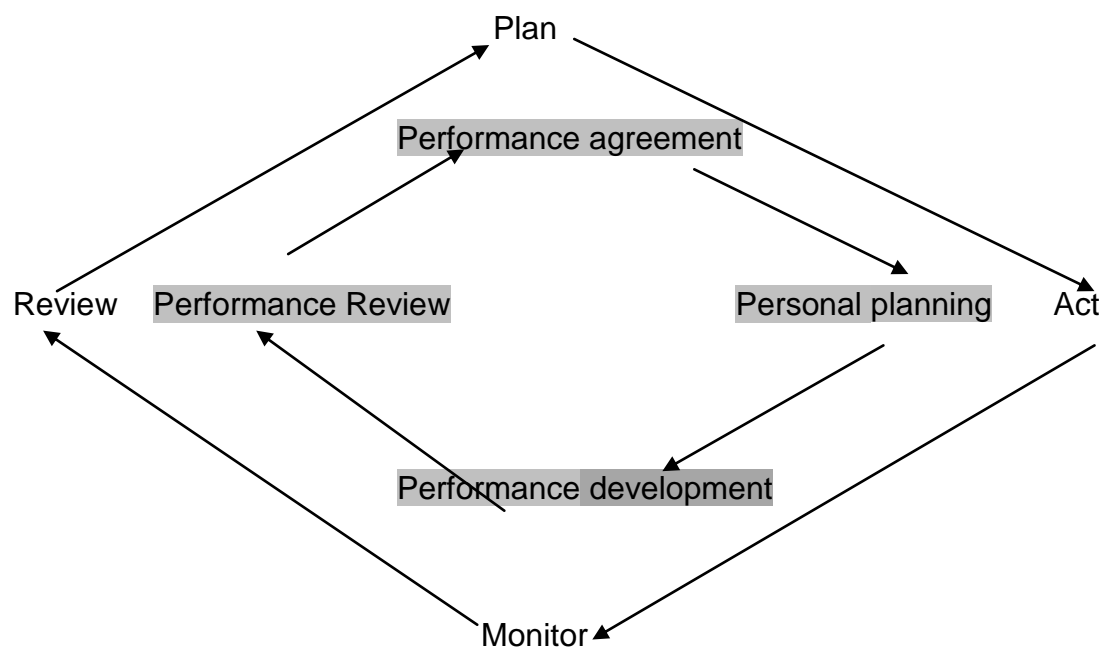 Plan
Performance agreement
Review Performance Review Personal planning Act
Performance development
Monitor